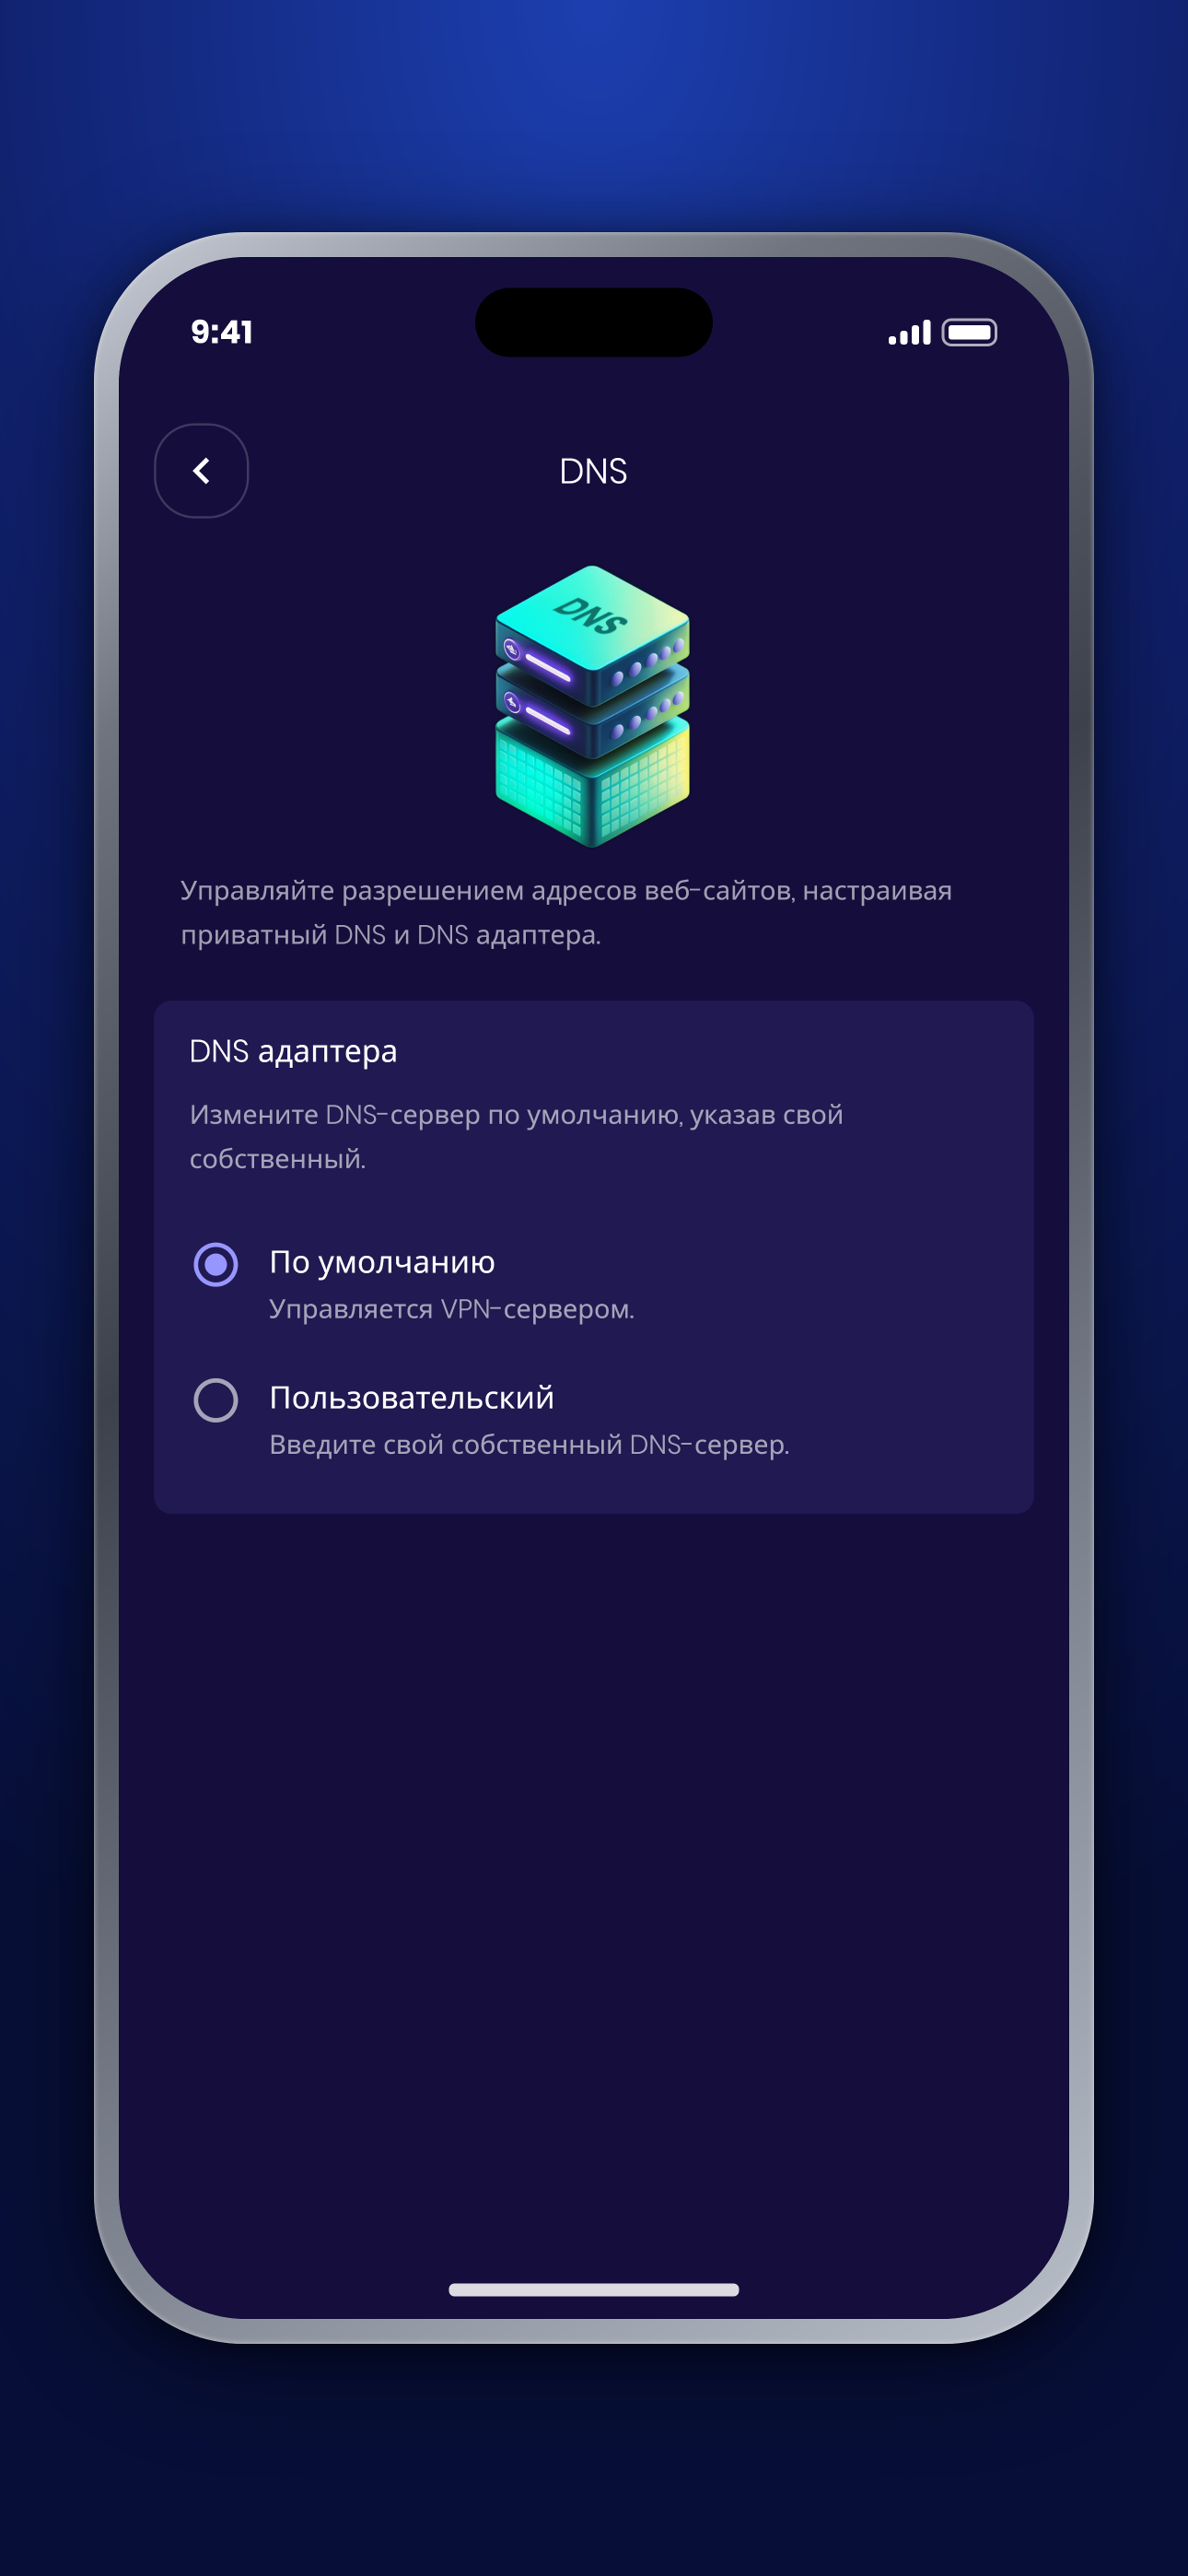 9:41
DNS
DNS
Управляйте разрешением адресов веб-сайтов, настраивая
приватный DNS и DNS адаптера.
DNS адаптера
Измените DNS-сервер по умолчанию, указав свой
собственный.
По умолчанию
Управляется VPN-сервером.
Пользовательский
Введите свой собственный DNS-сервер.